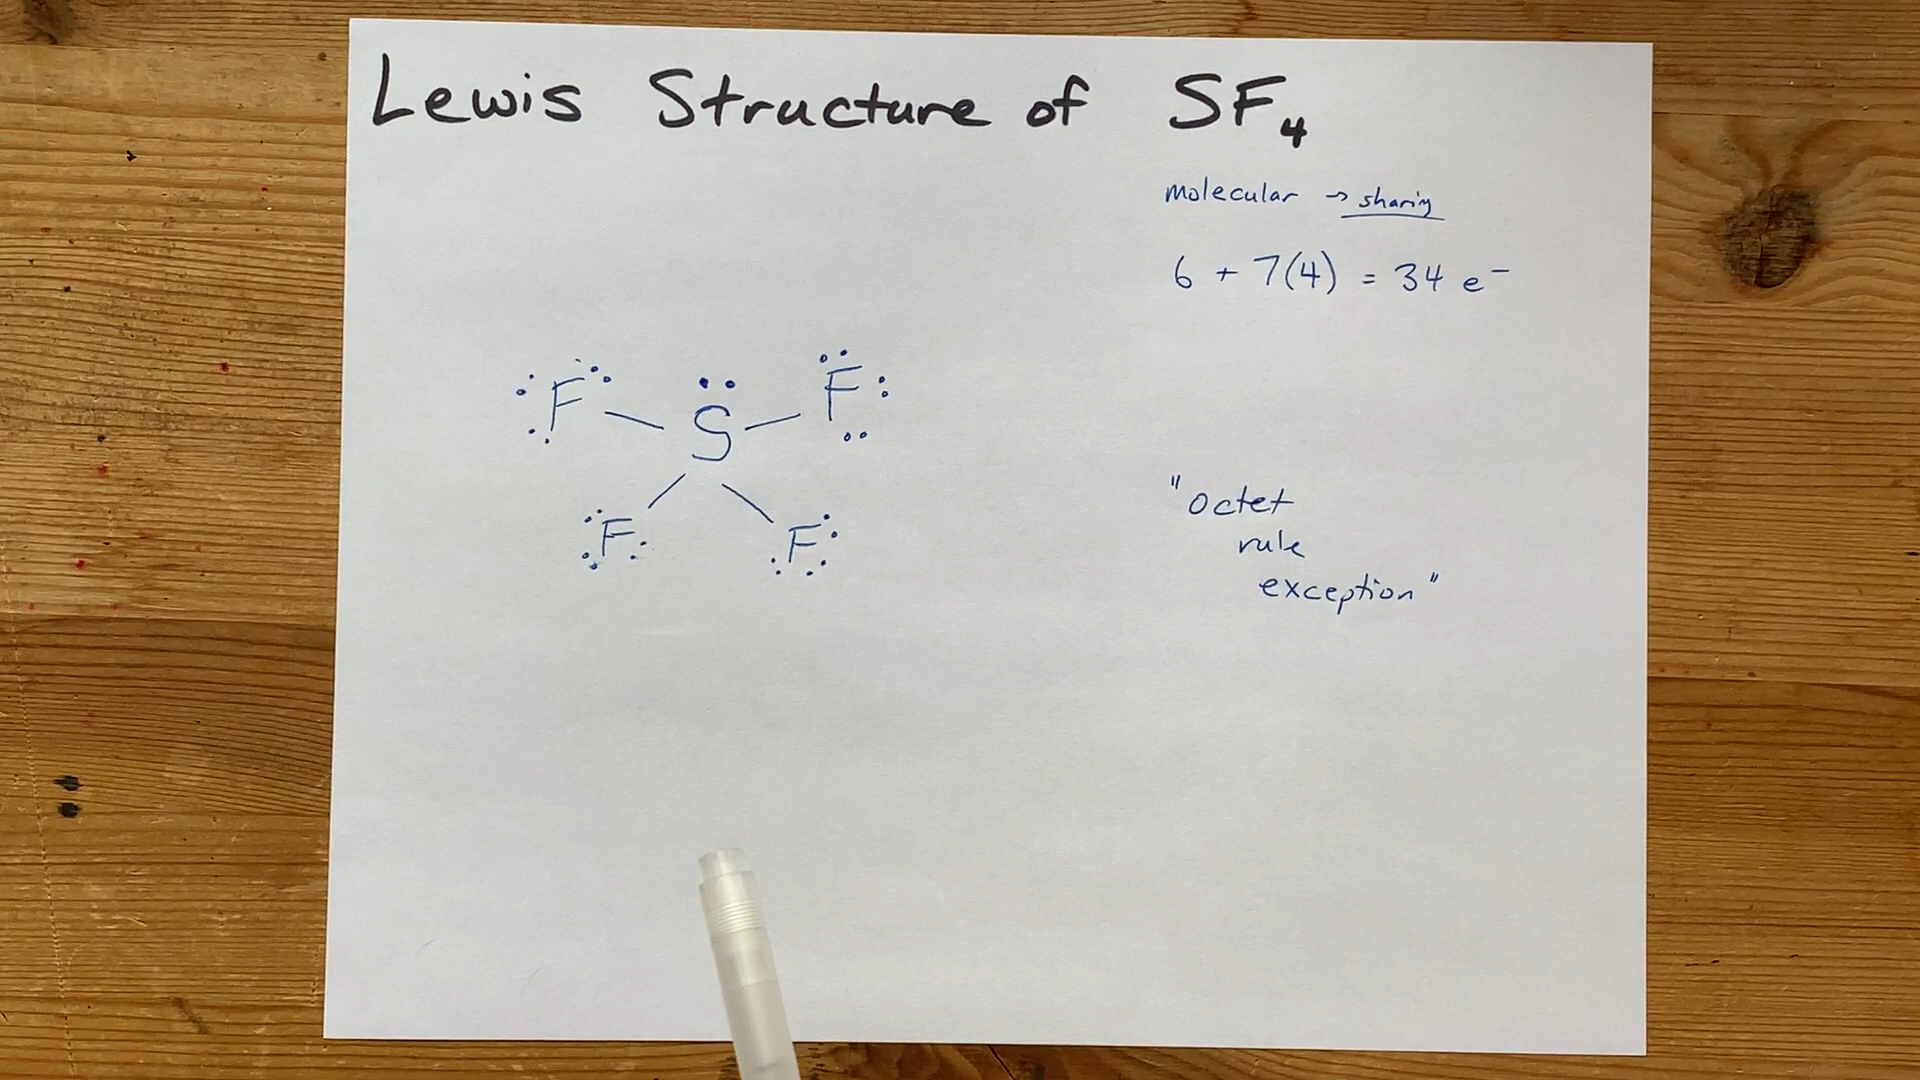 Lewis Structure of SF₄
molecular → sharing
6 + 7(4) = 34 e⁻
F S F
F F
"Octet
rule
exception"